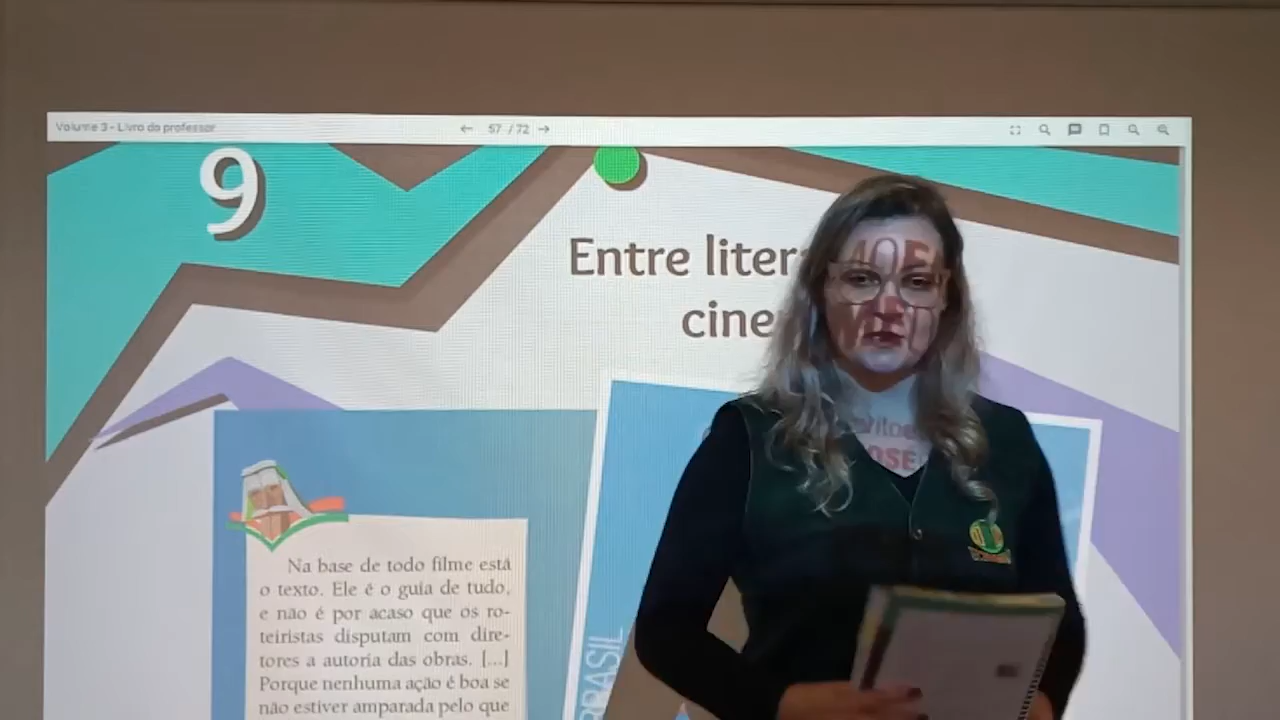 Volume 3 - Livro do professor
57 / 72
9
Entre
cine
Na base de todo filme está
o texto. Ele é o guia de tudo,
e não é por acaso que os ro-
teiristas disputam com dire-
tores a autoria das obras. [...]
Porque nenhuma ação é boa se
não estiver amparada pelo que
BRASIL
OSE